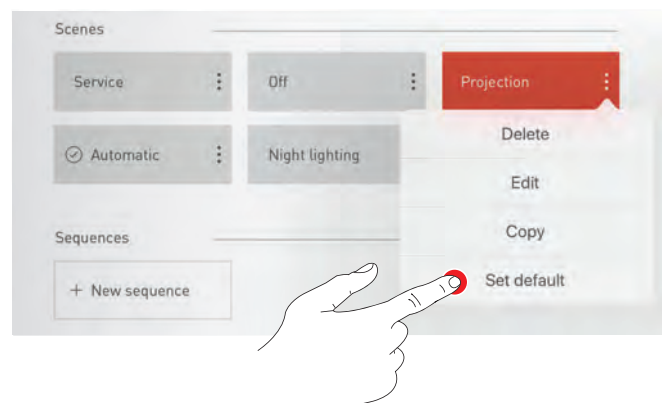 Scenes
Service
Off
Projection
Automatic
Night lighting
Delete
Edit
Copy
Set default
Sequences
+ New sequence